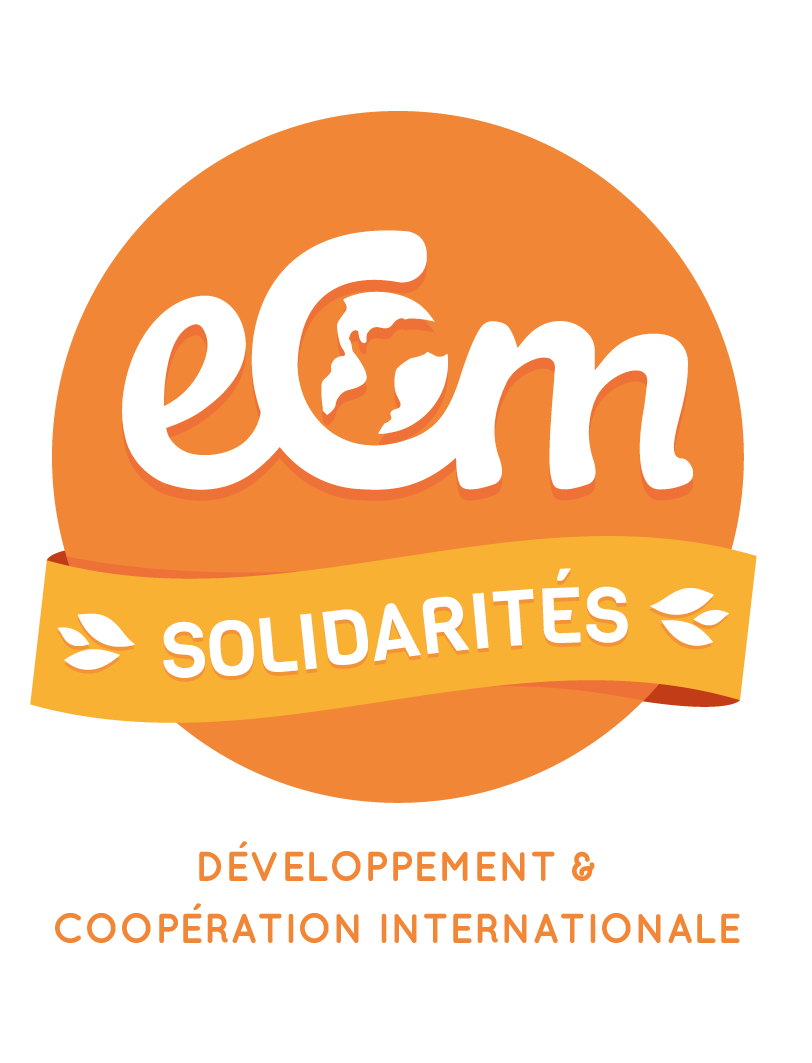 eCm
SOLIDARITÉS
DÉVELOPPEMENT &
COOPÉRATION INTERNATIONALE